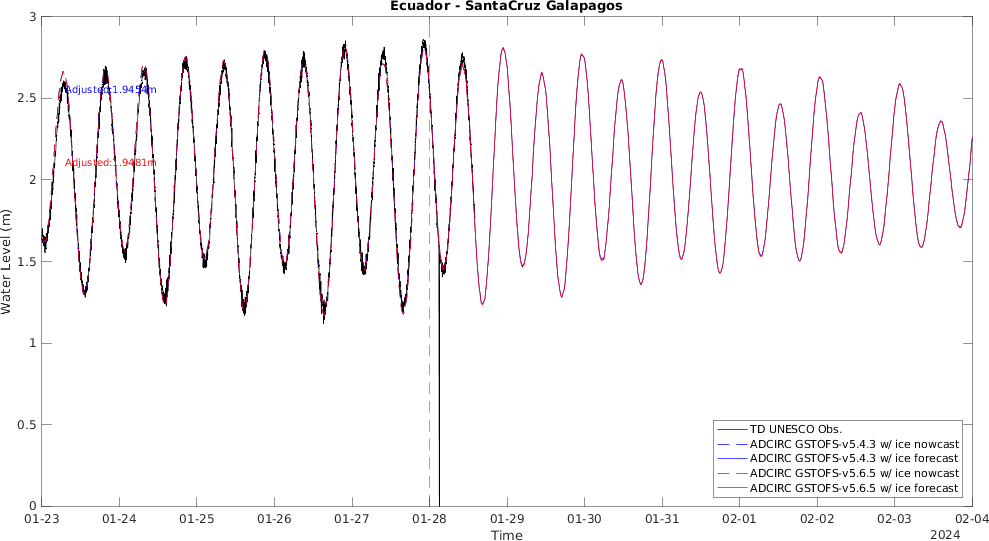 Ecuador - SantaCruz Galapagos
3
2.5
2
1.5
1
0.5
0
Water Level (m)
Adjusted:1.9454m
Adjusted:1.9481m
TD UNESCO Obs.
ADCIRC GSTOFS-v5.4.3 w/ ice nowcast
ADCIRC GSTOFS-v5.4.3 w/ ice forecast
ADCIRC GSTOFS-v5.6.5 w/ ice nowcast
ADCIRC GSTOFS-v5.6.5 w/ ice forecast
01-23 01-24 01-25 01-26 01-27 01-28 01-29 01-30 01-31 02-01 02-02 02-03 02-04
Time
2024